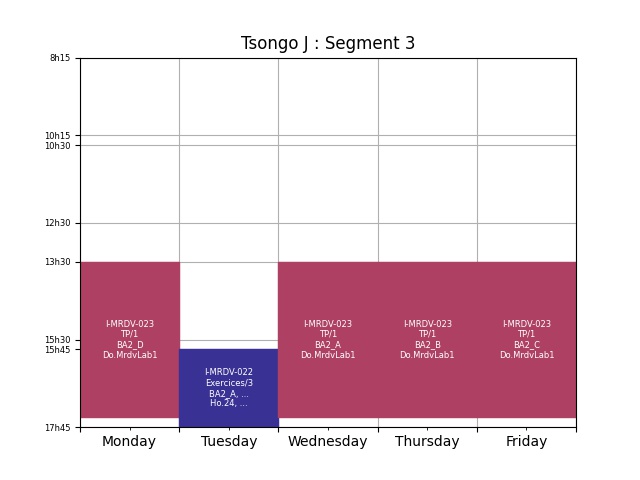 Tsongo J : Segment 3
8h15
10h15
10h30
12h30
13h30
15h30
15h45
17h45
I-MRDV-023
TP/1
BA2_D
Do.MrdvLab1
I-MRDV-022
Exercices/3
BA2_A, ...
Ho.24, ...
I-MRDV-023
TP/1
BA2_A
Do.MrdvLab1
I-MRDV-023
TP/1
BA2_B
Do.MrdvLab1
I-MRDV-023
TP/1
BA2_C
Do.MrdvLab1
Monday
Tuesday
Wednesday
Thursday
Friday